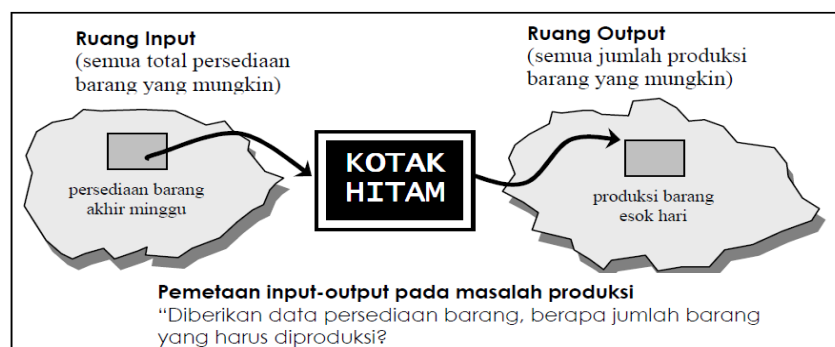 Ruang Input
(semua total persediaan
barang yang mungkin)
persediaan barang
akhir minggu
KOTAK
HITAM
Ruang Output
(semua jumlah produksi
barang yang mungkin)
produksi barang
esok hari
Pemetaan input-output pada masalah produksi
“Diberikan data persediaan barang, berapa jumlah barang
yang harus diproduksi?